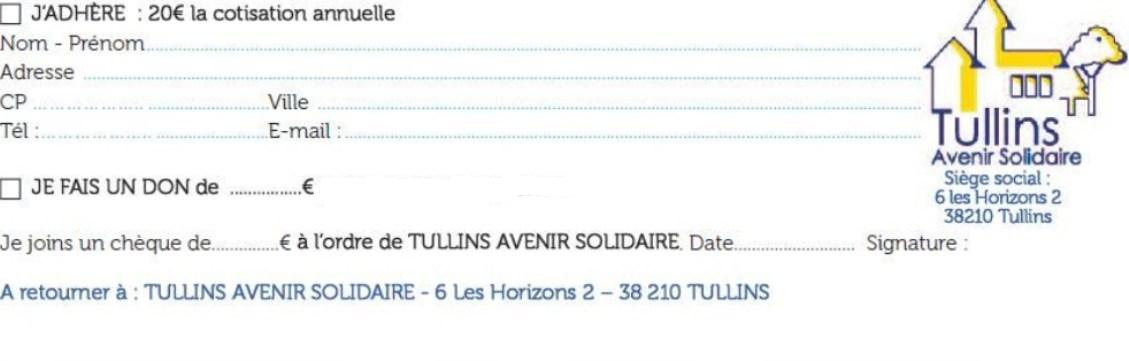 ☐ J'ADHÈRE : 20€ la cotisation annuelle
Nom - Prénom
Adresse
CP Ville
Tél : E-mail :
☐ JE FAIS UN DON de ................€
Je joins un chèque de..............€ à l'ordre de TULLINS AVENIR SOLIDAIRE. Date......................... Signature :
A retourner à : TULLINS AVENIR SOLIDAIRE - 6 Les Horizons 2 – 38 210 TULLINS
Tullins
Avenir Solidaire
Siège social :
6 les Horizons 2
38210 Tullins